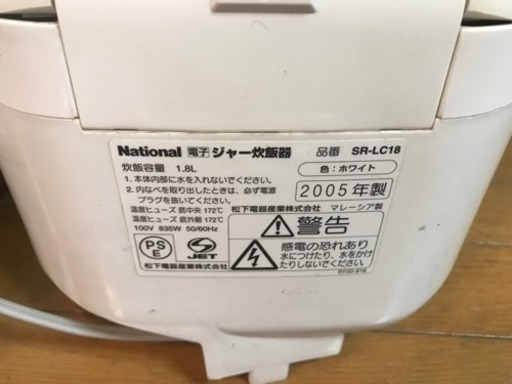 National 電子ジャー炊飯器 品番 SR-LC18
炊飯容量 1.8L
色:ホワイト
1.本体内部に水を入れないでください。
2.内なべを取り出したときは、必ず電源
プラグを抜いてください。
2005年製
温度ヒューズ 底中央 172℃
松下電器産業株式会社 マレーシア製
温度ヒューズ 底外側 172℃
100V 835W 50/60Hz
警告
感電の恐れあり
水につけたり、水をかけ
たりしないでください。
PS
E
JET
松下電器産業株式会社